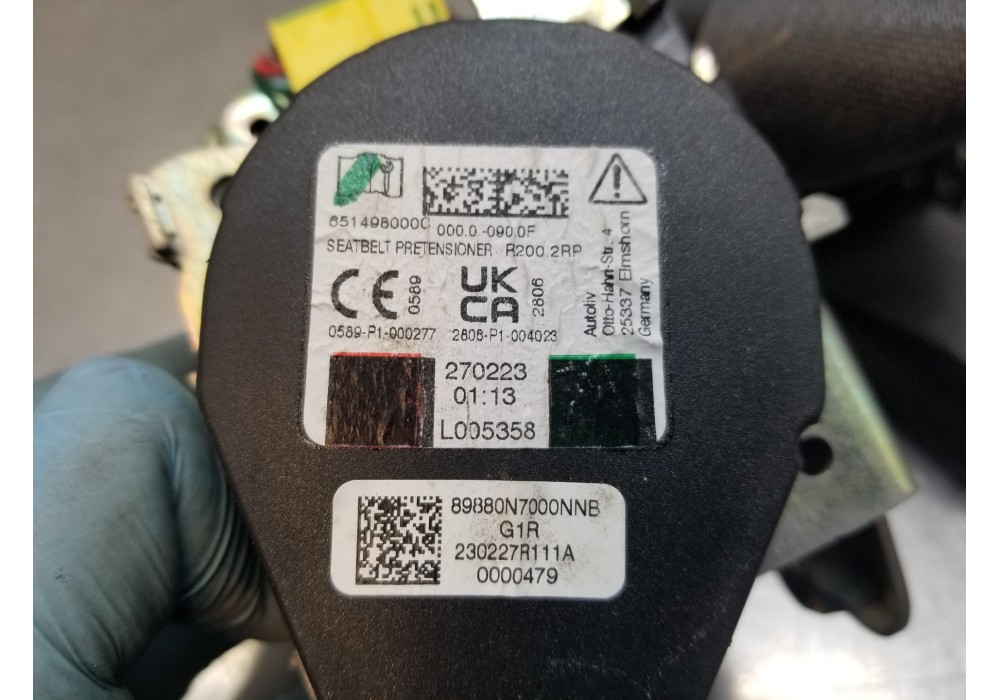 651498000C 000.0 -090.0F
SEATBELT PRETENSIONER R200.2RP
CE 0589
UK CA 2806
0589-P1-000277 2806-P1-004023
Autoliv
Otto-Hahn-Str. 4
25337 Elmshorn
Germany
270223
01:13
L005358
89880N7000NNB
G1R
230227R111A
0000479